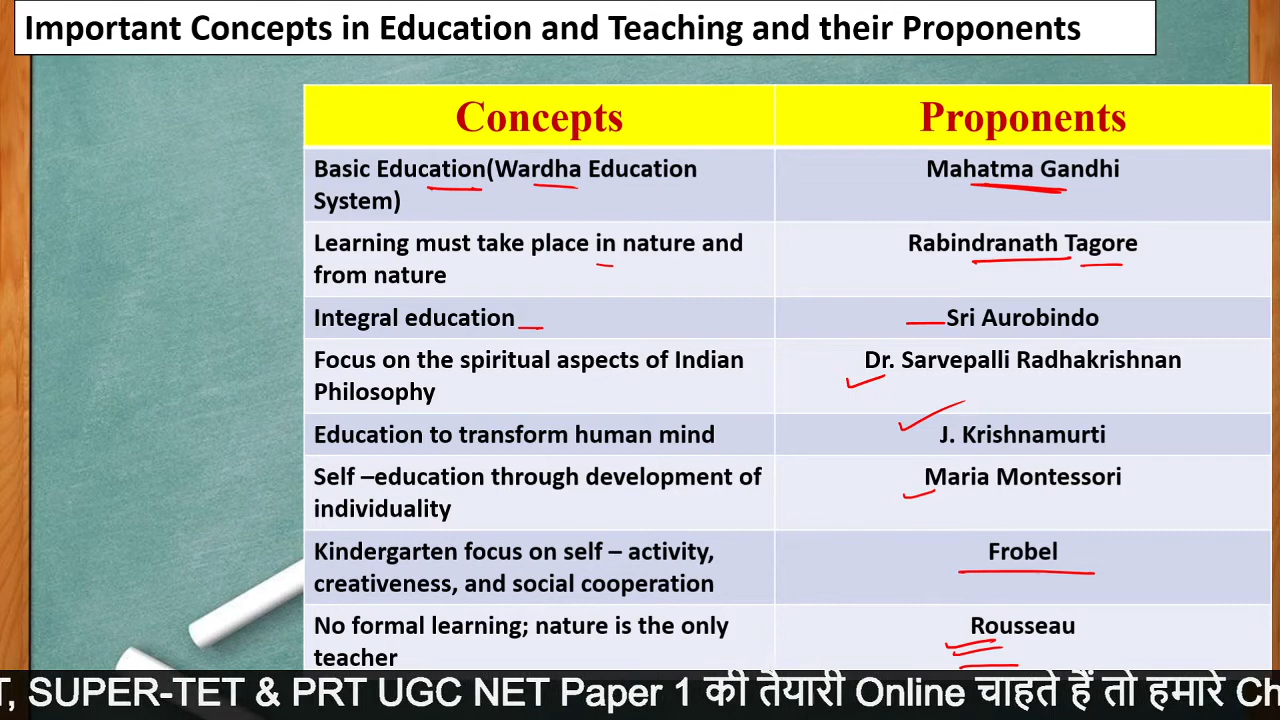 Important Concepts in Education and Teaching and their Proponents
Concepts
Proponents
Basic Education(Wardha Education
System)
Mahatma Gandhi
Learning must take place in nature and
from nature
Rabindranath Tagore
Integral education
Sri Aurobindo
Focus on the spiritual aspects of Indian
Philosophy
Dr. Sarvepalli Radhakrishnan
Education to transform human mind
J. Krishnamurti
Self –education through development of
individuality
Maria Montessori
Kindergarten focus on self – activity,
creativeness, and social cooperation
Frobel
No formal learning; nature is the only
teacher
Rousseau
T, SUPER-TET & PRT UGC NET Paper 1 की तैयारी Online चाहते हैं तो हमारे Ch